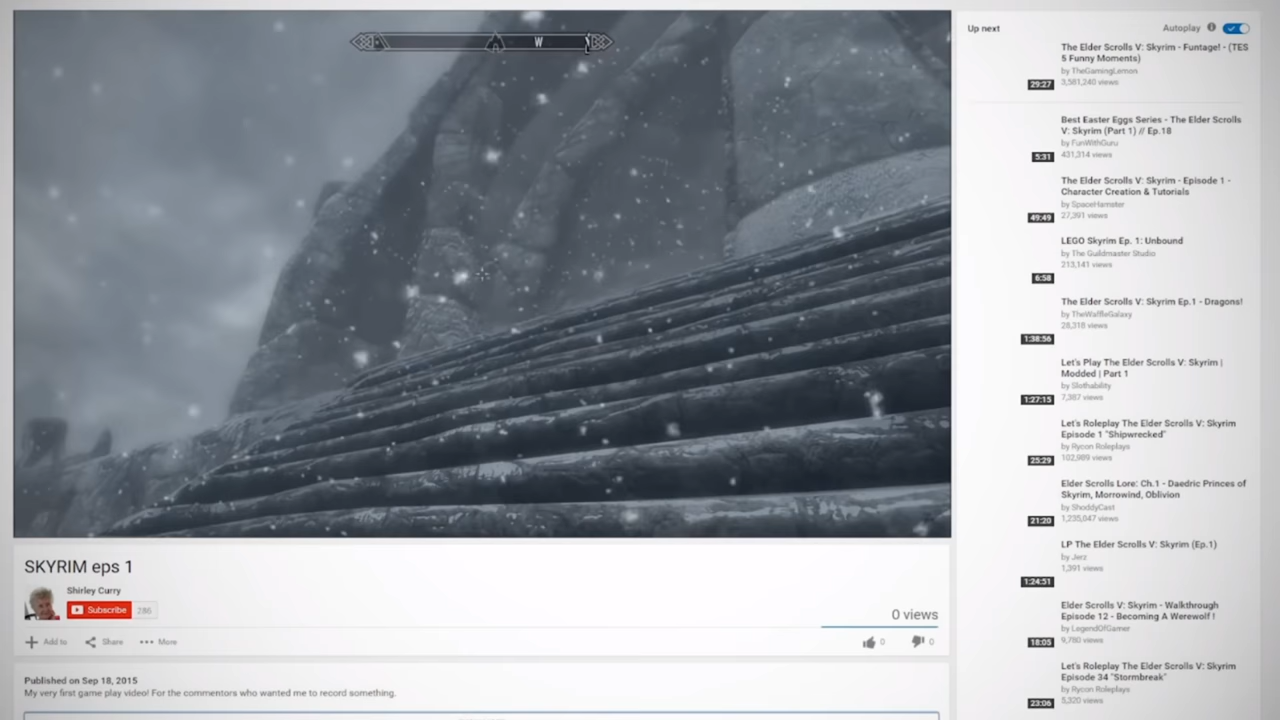 W
SKYRIM eps 1
Shirley Curry
Subscribe 286
0 views
Add to Share More
0 0
Published on Sep 18, 2015
My very first game play video! For the commentors who wanted me to record something.
Up next
Autoplay
The Elder Scrolls V: Skyrim - Funtage! - (TES
5 Funny Moments)
by TheGamingLemon
29:27 3,581,240 views
Best Easter Eggs Series - The Elder Scrolls
V: Skyrim (Part 1) // Ep.18
by FunWithGuru
5:31 431,314 views
The Elder Scrolls V: Skyrim - Episode 1 -
Character Creation & Tutorials
by SpaceHamster
49:49 27,391 views
LEGO Skyrim Ep. 1: Unbound
by The Guildmaster Studio
213,141 views
6:58
The Elder Scrolls V: Skyrim Ep.1 - Dragons!
by TheWaffleGalaxy
28,318 views
1:38:56
Let's Play The Elder Scrolls V: Skyrim |
Modded | Part 1
by Slothability
1:27:15 7,387 views
Let's Roleplay The Elder Scrolls V: Skyrim
Episode 1 "Shipwrecked"
by Rycon Roleplays
25:29 102,989 views
Elder Scrolls Lore: Ch.1 - Daedric Princes of
Skyrim, Morrowind, Oblivion
by ShoddyCast
21:20 1,235,047 views
LP The Elder Scrolls V: Skyrim (Ep.1)
by Jerz
1,391 views
1:24:51
Elder Scrolls V: Skyrim - Walkthrough
Episode 12 - Becoming A Werewolf !
by LegendOfGamer
18:05 9,780 views
Let's Roleplay The Elder Scrolls V: Skyrim
Episode 34 "Stormbreak"
by Rycon Roleplays
23:06 5,320 views